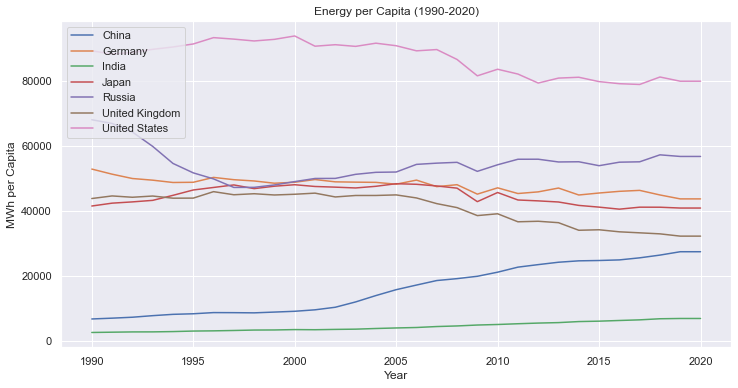 Energy per Capita (1990-2020)
China
Germany
India
Japan
Russia
United Kingdom
United States
MWh per Capita
80000
60000
40000
20000
0
1990 1995 2000 2005 2010 2015 2020
Year